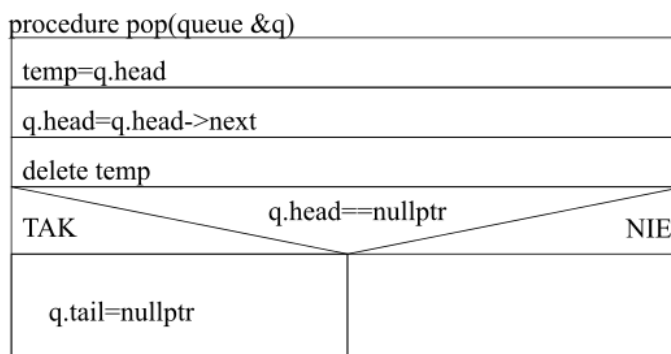 procedure pop(queue &q)
temp=q.head
q.head=q.head->next
delete temp
q.head==nullptr
TAK
NIE
q.tail=nullptr